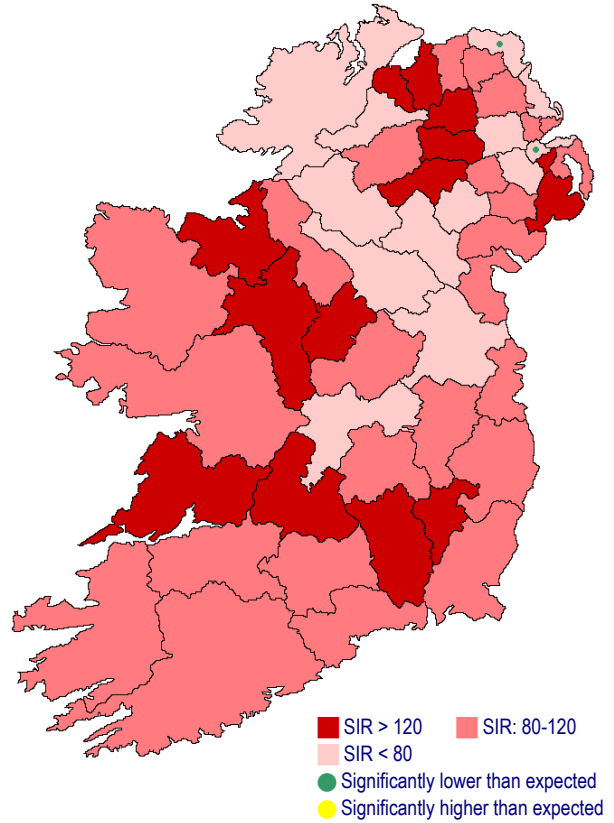 SIR > 120 SIR: 80-120
SIR < 80
Significantly lower than expected
Significantly higher than expected